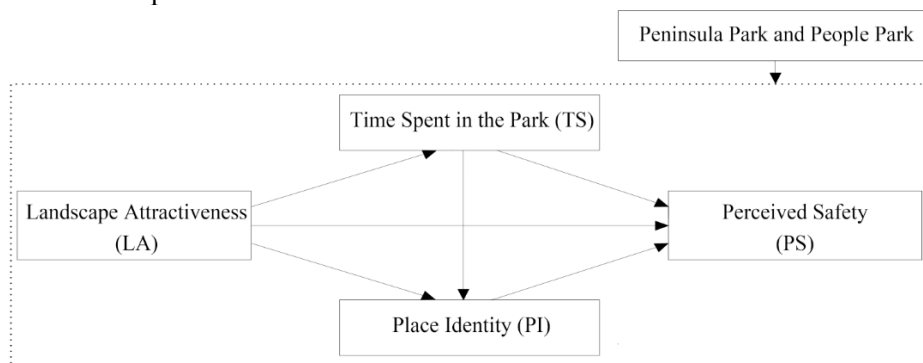 Peninsula Park and People Park
Time Spent in the Park (TS)
Landscape Attractiveness
(LA)
Perceived Safety
(PS)
Place Identity (PI)